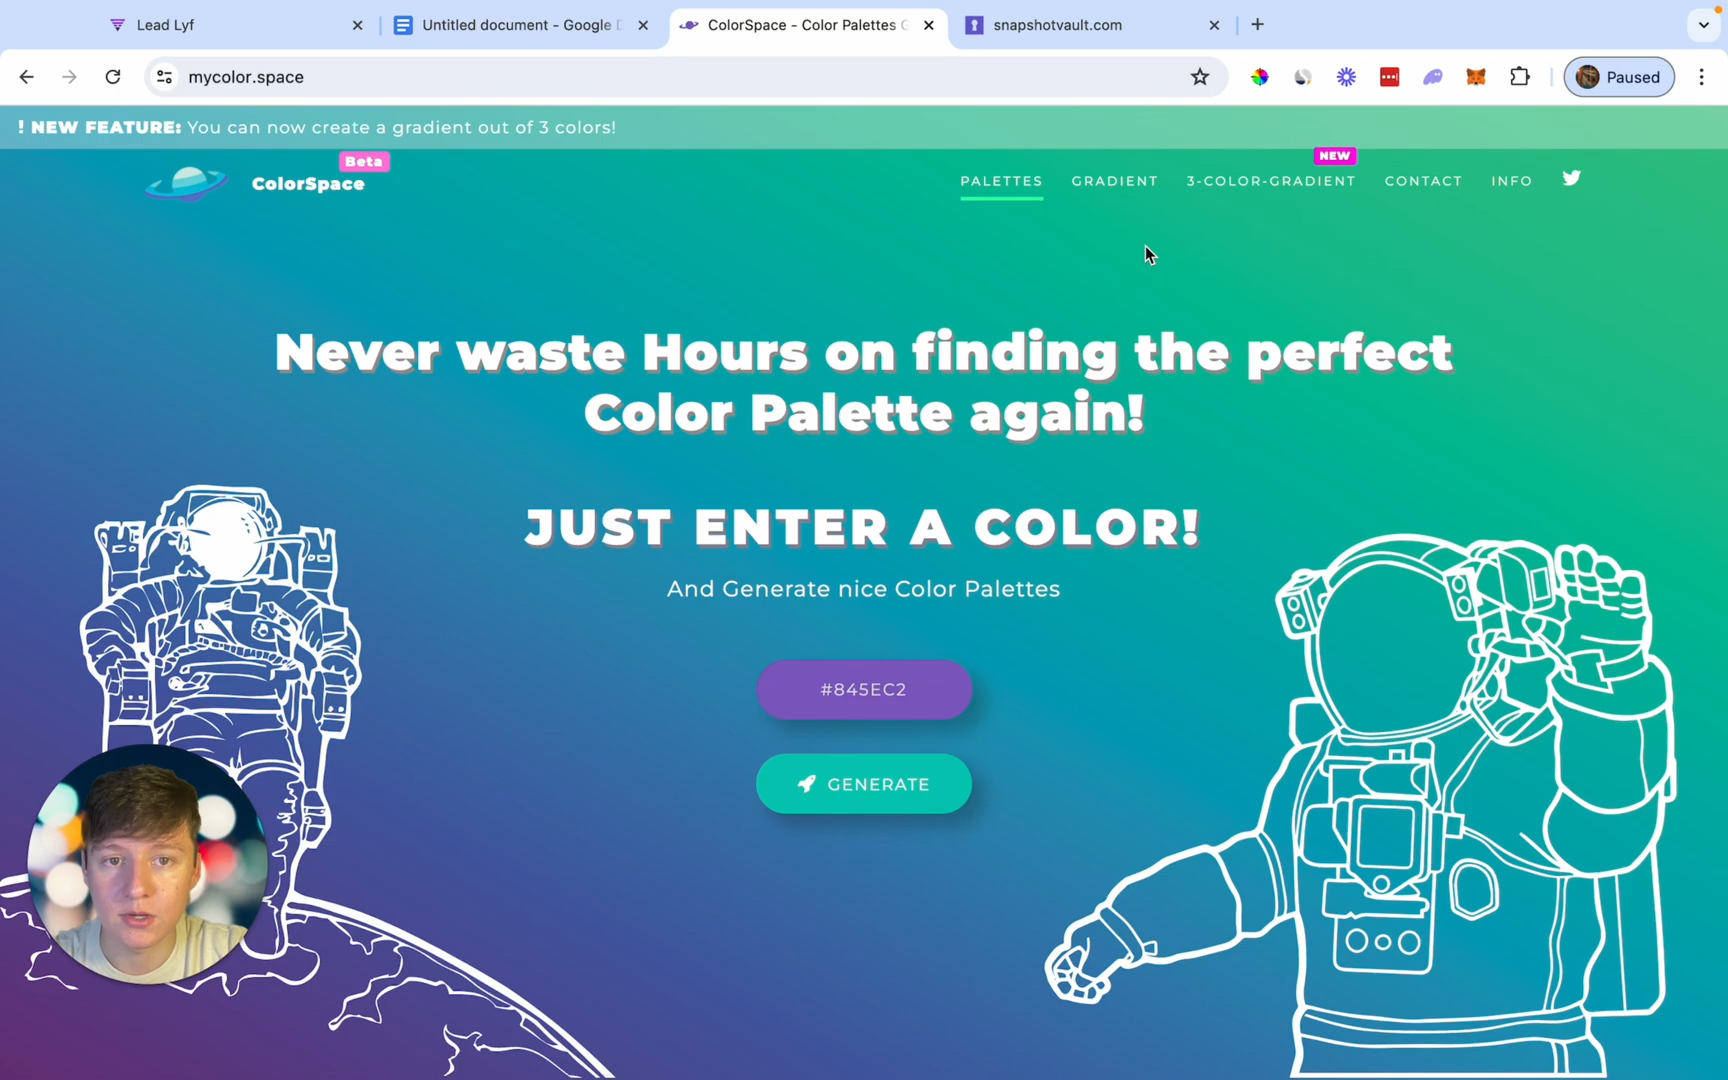 Lead Lyf
Untitled document - Google D
ColorSpace - Color Palettes G
snapshotvault.com
mycolor.space
Paused
! NEW FEATURE: You can now create a gradient out of 3 colors!
Beta
ColorSpace
PALETTES
GRADIENT
NEW
3-COLOR-GRADIENT
CONTACT
INFO
Never waste Hours on finding the perfect
Color Palette again!
JUST ENTER A COLOR!
And Generate nice Color Palettes
#845EC2
GENERATE